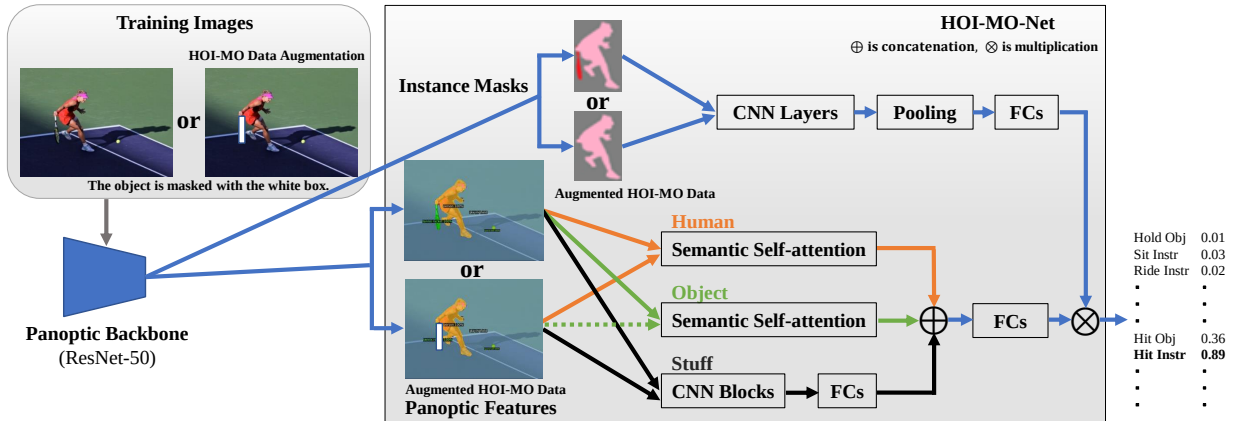 Training Images
HOI-MO Data Augmentation
or
The object is masked with the white box.
Panoptic Backbone
(ResNet-50)
HOI-MO-Net
⊕ is concatenation, ⊗ is multiplication
Instance Masks
or
CNN Layers
Pooling
FCs
Augmented HOI-MO Data
Human
Semantic Self-attention
or
Object
Semantic Self-attention
FCs
Stuff
CNN Blocks
FCs
Augmented HOI-MO Data
Panoptic Features
Hold Obj 0.01
Sit Instr 0.03
Ride Instr 0.02
Hit Obj 0.36
Hit Instr 0.89